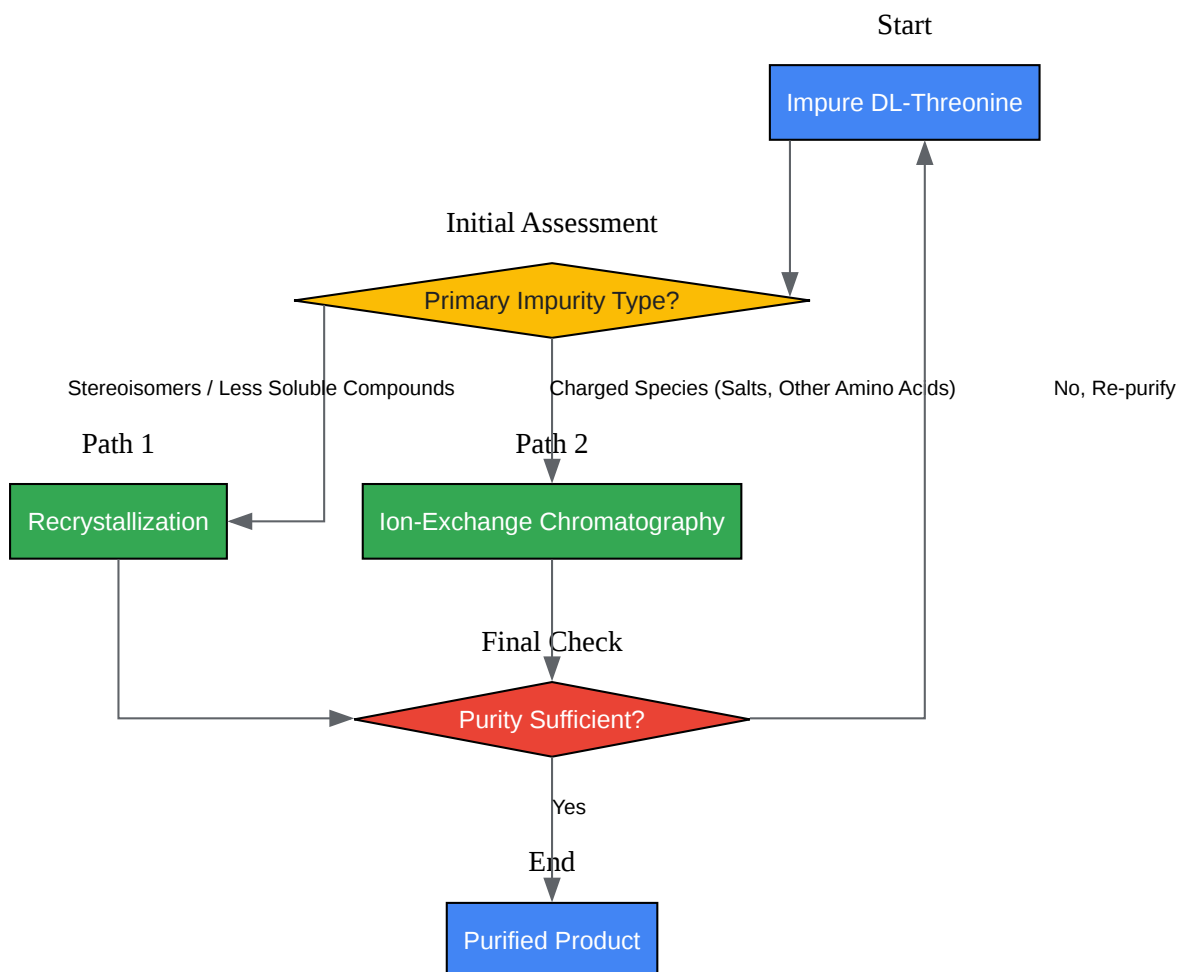 Start
Impure DL-Threonine
Initial Assessment
Primary Impurity Type?
Stereoisomers / Less Soluble Compounds
Charged Species (Salts, Other Amino Acids)
No, Re-purify
Path 1
Path 2
Recrystallization
Ion-Exchange Chromatography
Final Check
Purity Sufficient?
Yes
End
Purified Product